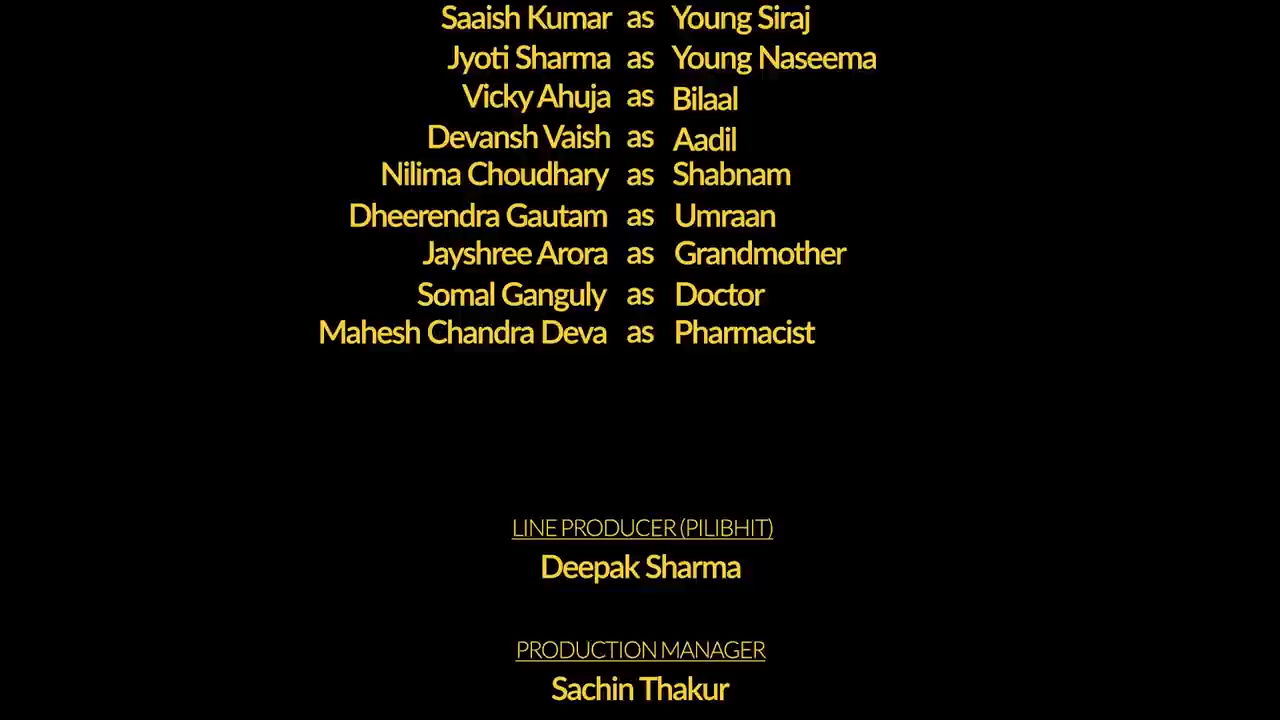 Saaish Kumar as Young Siraj
Jyoti Sharma as Young Naseema
Vicky Ahuja as Bilaal
Devansh Vaish as Aadil
Nilima Choudhary as Shabnam
Dheerendra Gautam as Umraan
Jayshree Arora as Grandmother
Somal Ganguly as Doctor
Mahesh Chandra Deva as Pharmacist
LINE PRODUCER (PILIBHIT)
Deepak Sharma
PRODUCTION MANAGER
Sachin Thakur